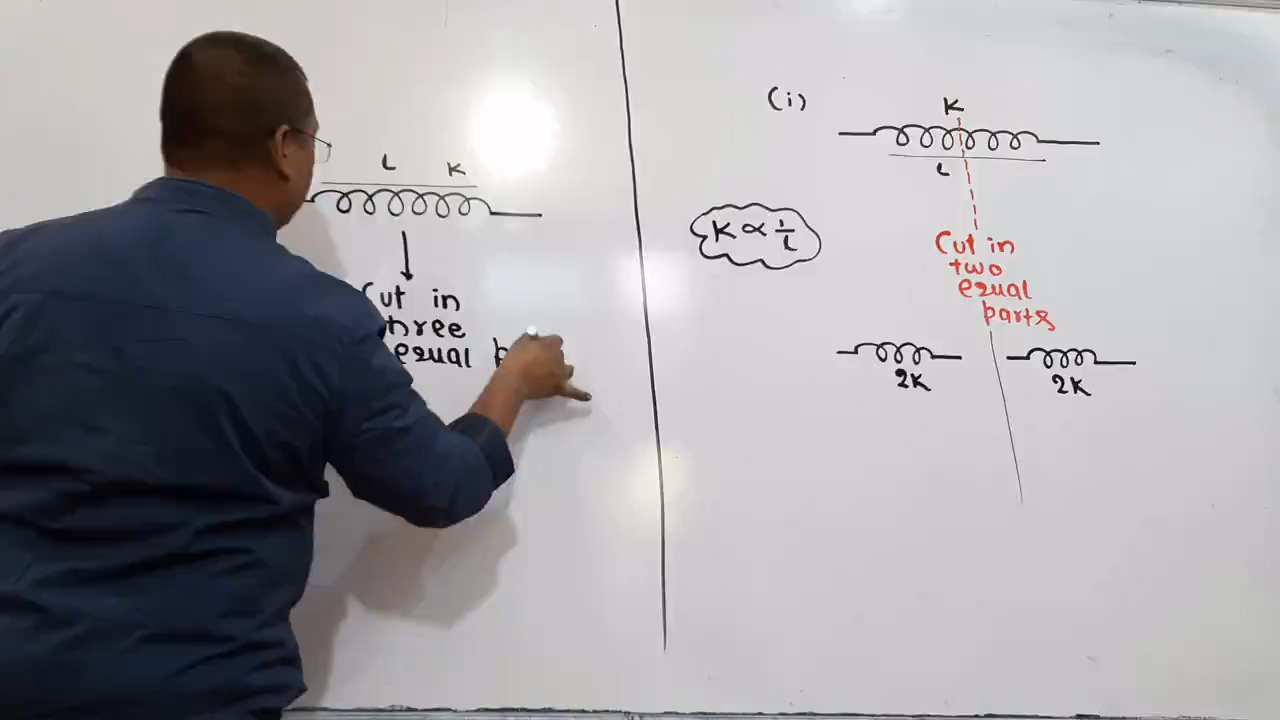 L K
Cut in
three
equal
(i)
K
L
K ∝ 1/L
Cut in
two
equal
parts
2K 2K